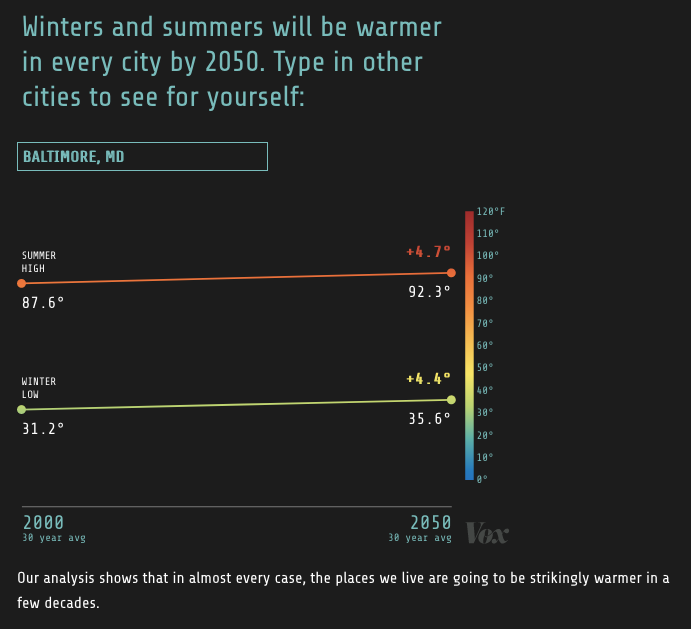 Winters and summers will be warmer
in every city by 2050. Type in other
cities to see for yourself:
BALTIMORE, MD
120°F
110°
100°
90°
80°
70°
60°
50°
40°
30°
20°
10°
0°
SUMMER
HIGH
+4.7°
87.6°
92.3°
WINTER
LOW
+4.4°
31.2°
35.6°
2000
30 year avg
2050
30 year avg
Vox
Our analysis shows that in almost every case, the places we live are going to be strikingly warmer in a
few decades.